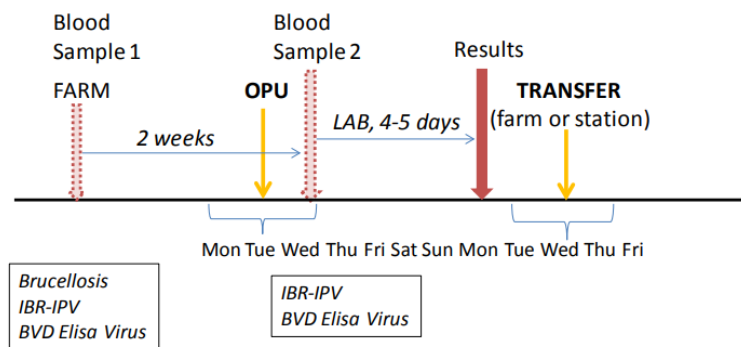 Blood
Sample 1
FARM
OPU
Blood
Sample 2
Results
TRANSFER
(farm or station)
2 weeks
LAB, 4-5 days
Mon Tue Wed Thu Fri Sat Sun Mon Tue Wed Thu Fri
Brucellosis
IBR-IPV
BVD Elisa Virus
IBR-IPV
BVD Elisa Virus